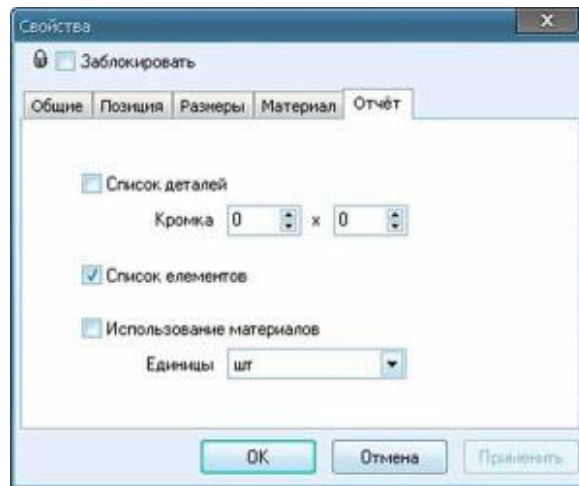 Свойства
x
Заблокировать
Общие Позиция Размеры Материал Отчёт
Список деталей
Кромка 0 x 0
Список елементов
Использование материалов
Единицы шт
OK Отмена Применить